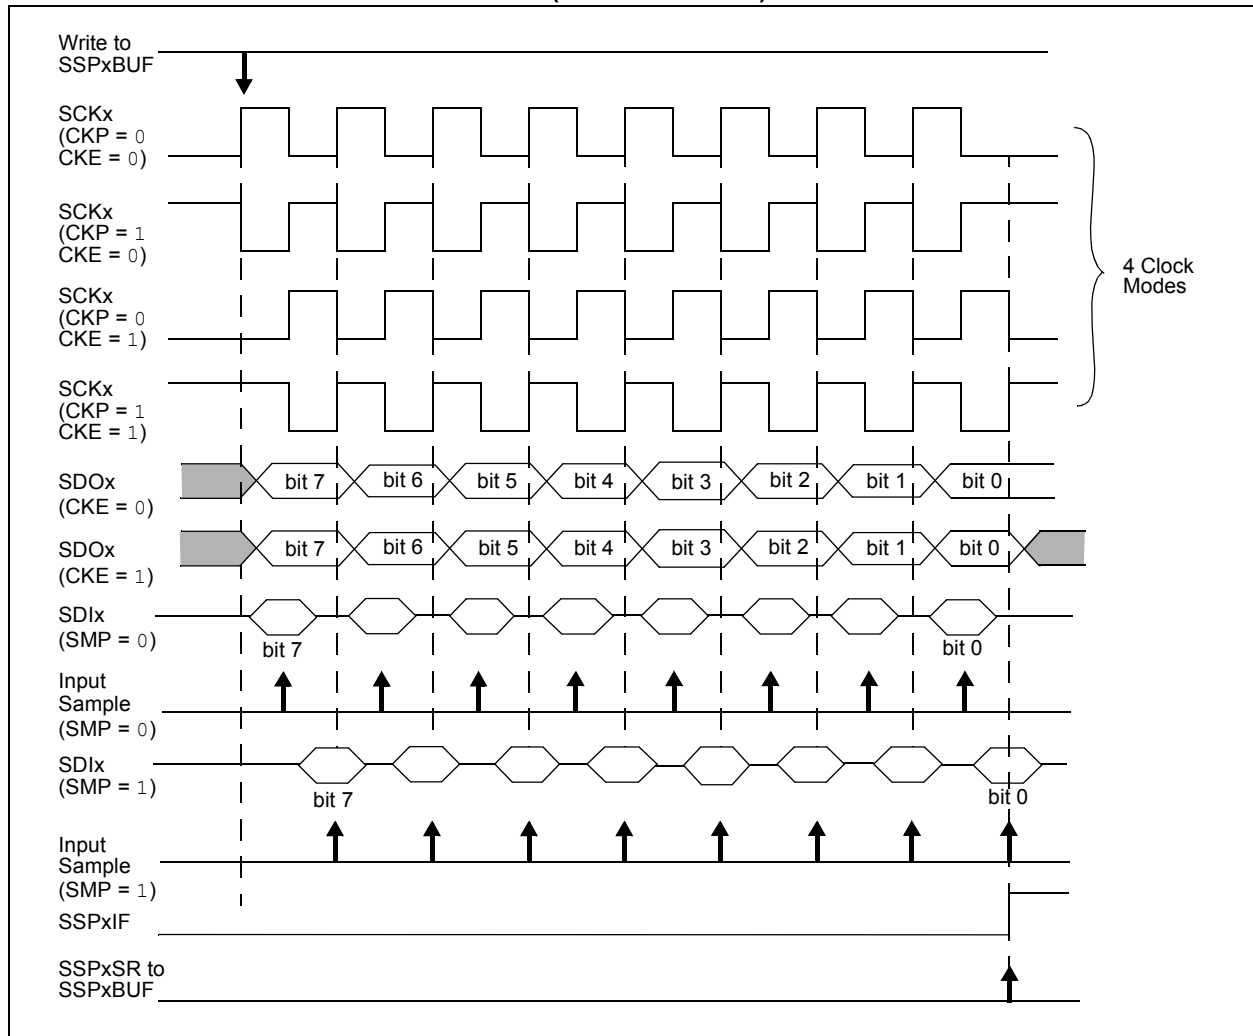 Write to
SSPxBUF
SCKx
(CKP = 0
CKE = 0)
SCKx
(CKP = 1
CKE = 0)
SCKx
(CKP = 0
CKE = 1)
SCKx
(CKP = 1
CKE = 1)
4 Clock
Modes
SDOx
(CKE = 0)
bit 7 bit 6 bit 5 bit 4 bit 3 bit 2 bit 1 bit 0
SDOx
(CKE = 1)
bit 7 bit 6 bit 5 bit 4 bit 3 bit 2 bit 1 bit 0
SDIx
(SMP = 0)
bit 7 bit 0
Input
Sample
(SMP = 0)
SDIx
(SMP = 1)
bit 7 bit 0
Input
Sample
(SMP = 1)
SSPxIF
SSPxSR to
SSPxBUF